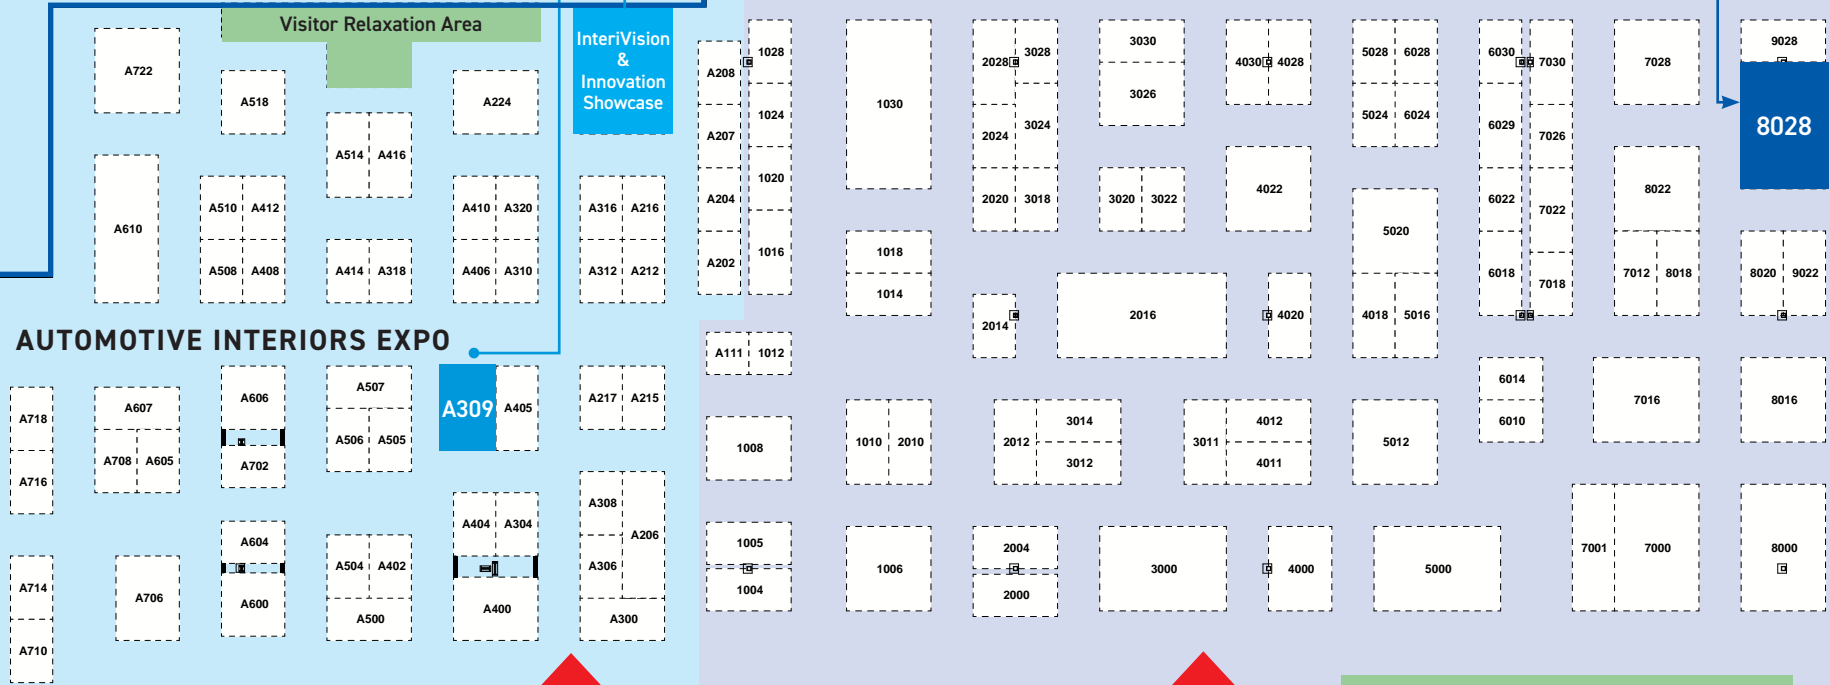 Visitor Relaxation Area
InteriVision
&
Innovation
Showcase
A722
A518
A224
A208
1028
1030
2028
3028
3030
4030
4028
5028
6028
6030
7030
7028
9028
3026
8028
A514
A416
A207
1024
2024
3024
5024
6024
6029
7026
A610
A510
A412
A410
A320
A316
A216
A204
1020
2020
3018
3020
3022
4022
5020
6022
7022
8022
A508
A408
A414
A318
A406
A310
A312
A212
A202
1016
1018
1014
2014
2016
4020
4018
5016
6018
7018
7012
8018
8020
9022
AUTOMOTIVE INTERIORS EXPO
A111
1012
A718
A716
A607
A708
A605
A606
A702
A507
A506
A505
A309
A405
A217
A215
1008
1010
2010
2012
3014
3012
3011
4012
4011
5012
6014
6010
7016
8016
A714
A710
A706
A604
A600
A504
A402
A500
A404
A304
A400
A308
A306
A206
A300
1005
1004
1006
2004
2000
3000
4000
5000
7001
7000
8000